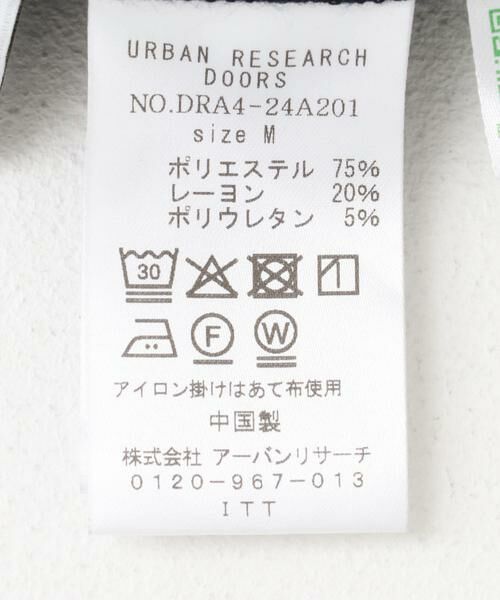 URBAN RESEARCH
DOORS
NO.DRA4-24A201
size M
ポリエステル 75%
レーヨン 20%
ポリウレタン 5%
30
F W
アイロン掛けはあて布使用
中国製
株式会社 アーバンリサーチ
0120-967-013
ITT